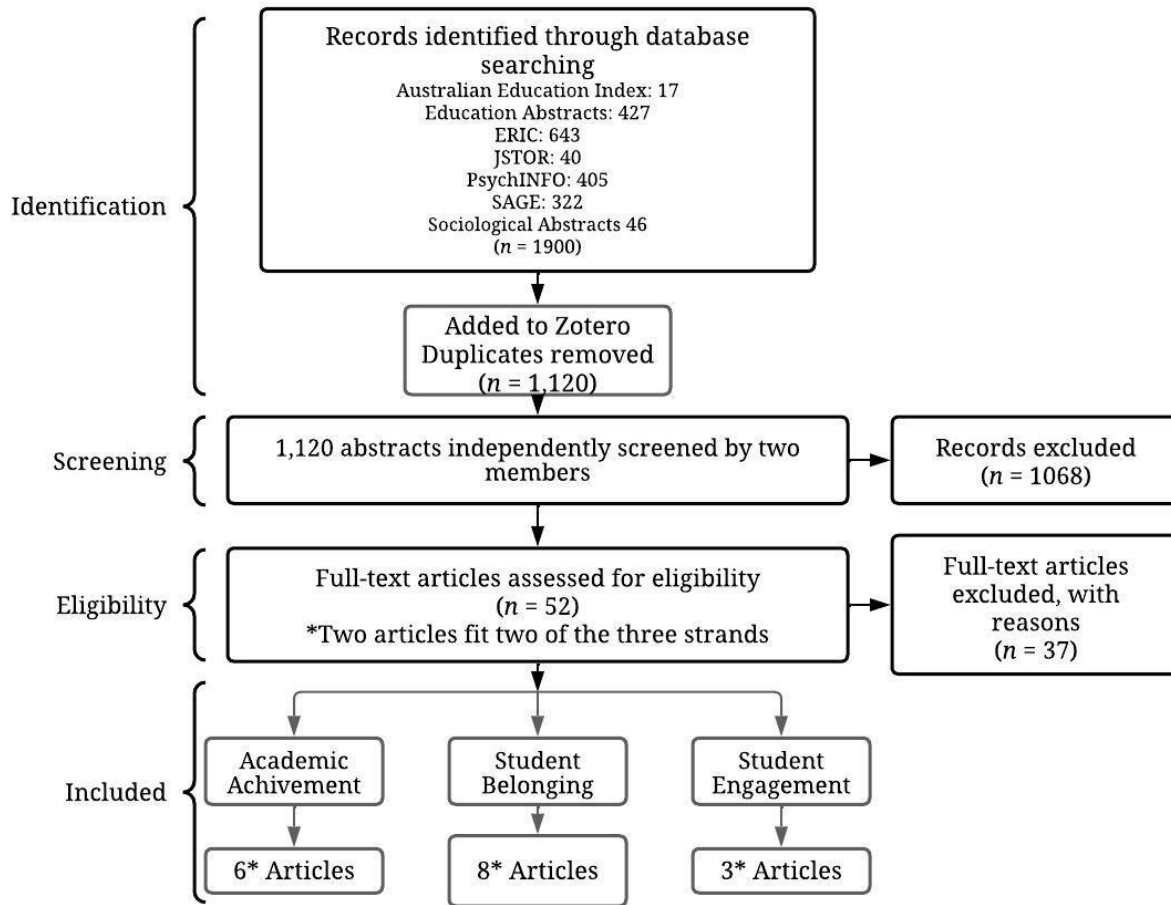 Identification
Records identified through database
searching
Australian Education Index: 17
Education Abstracts: 427
ERIC: 643
JSTOR: 40
PsychINFO: 405
SAGE: 322
Sociological Abstracts 46
(n = 1900)
Added to Zotero
Duplicates removed
(n = 1,120)
Screening
1,120 abstracts independently screened by two
members
Records excluded
(n = 1068)
Eligibility
Full-text articles assessed for eligibility
(n = 52)
*Two articles fit two of the three strands
Full-text articles
excluded, with
reasons
(n = 37)
Included
Academic
Achivement
Student
Belonging
Student
Engagement
6* Articles
8* Articles
3* Articles